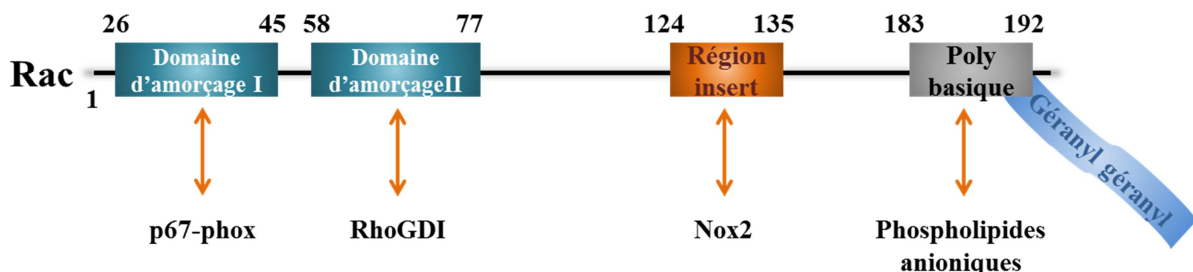 26 45 58 77 124 135 183 192
Rac
1
Domaine
d'amorçage I
Domaine
d'amorçageII
Région
insert
Poly
basique
Géranyl géranyl
p67-phox
RhoGDI
Nox2
Phospholipides
anioniques